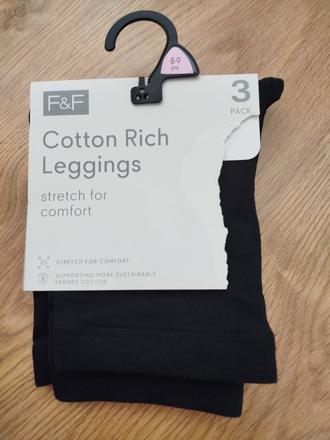 8-9
yrs
F&F
3
PACK
Cotton Rich
Leggings
stretch for
comfort
STRETCH FOR COMFORT
SUPPORTING MORE SUSTAINABLY
FARMED COTTON